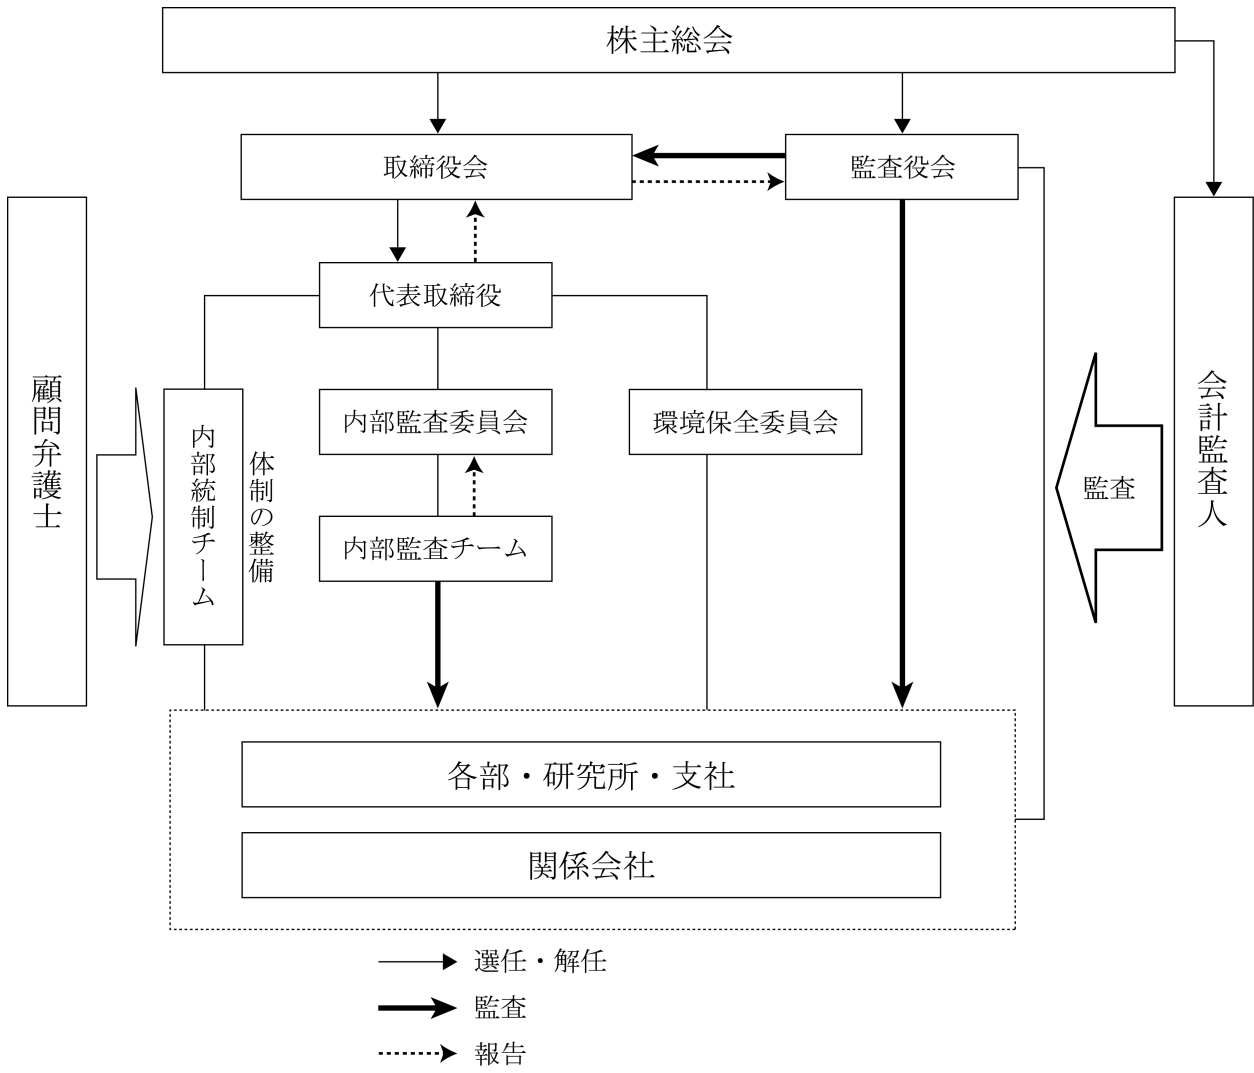 株主総会
取締役会
監査役会
代表取締役
顧問弁護士
内部統制チーム
体制の整備
内部監査委員会
環境保全委員会
内部監査チーム
監査
会計監査人
各部・研究所・支社
関係会社
選任・解任
監査
報告